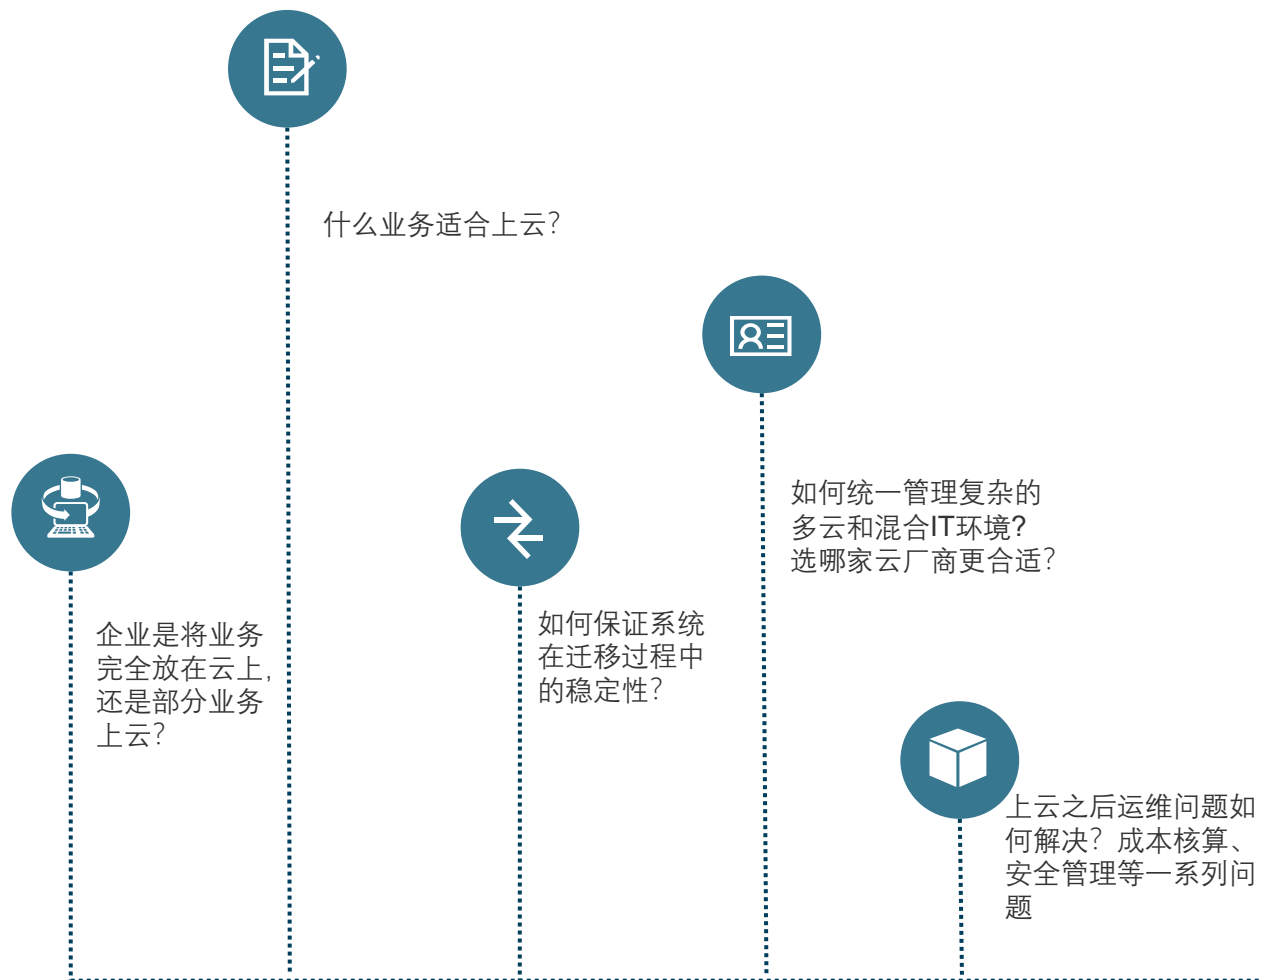 什么业务适合上云?
如何统一管理复杂的
多云和混合IT环境?
选哪家云厂商更合适?
企业是将业务
完全放在云上,
还是部分业务
上云?
如何保证系统
在迁移过程中
的稳定性?
上云之后运维问题如
何解决? 成本核算、
安全管理等一系列问
题